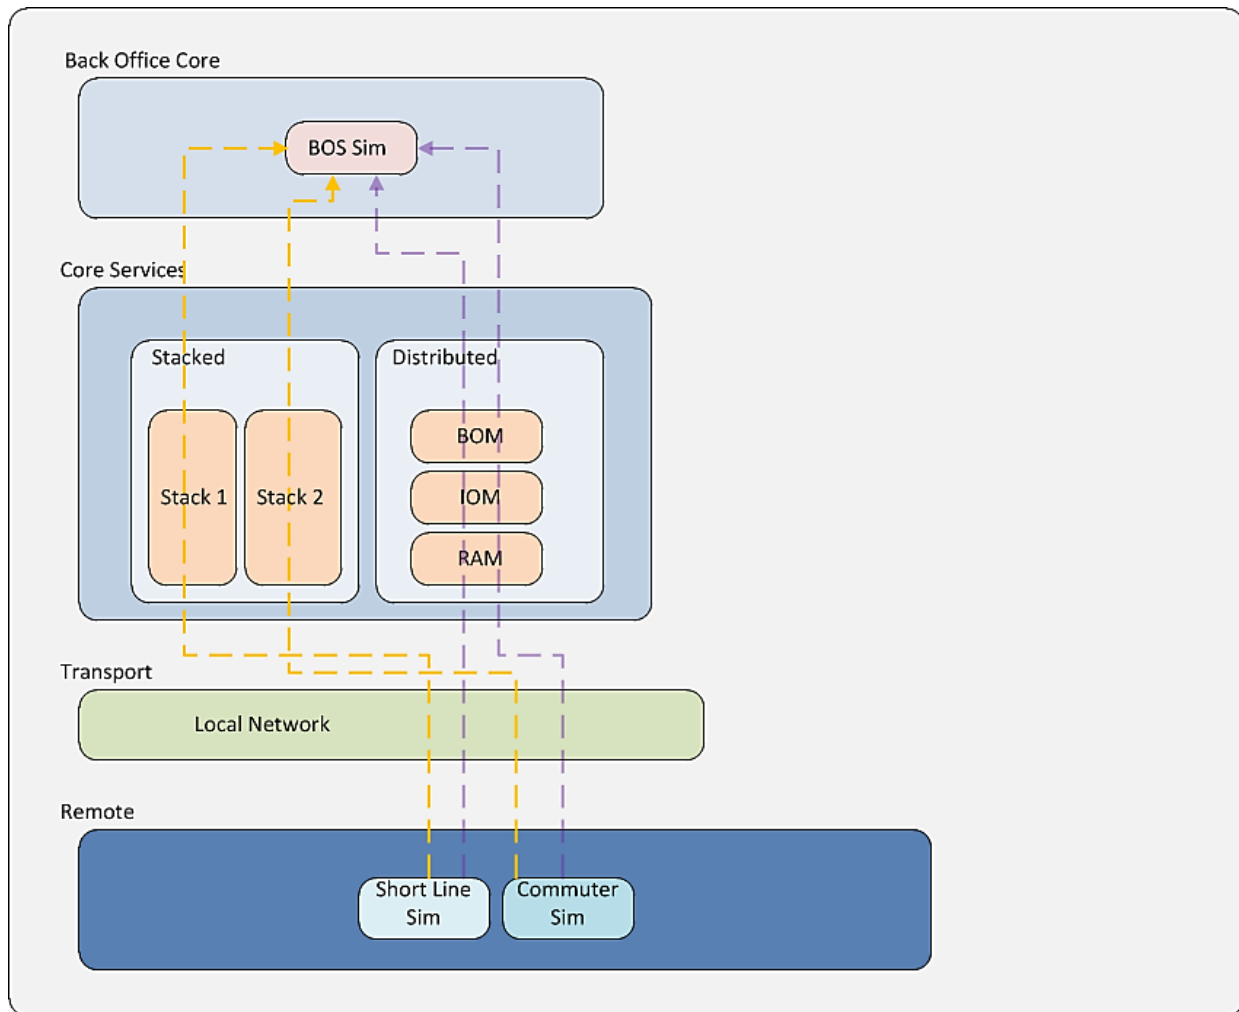 Back Office Core
BOS Sim
Core Services
Stacked
Distributed
Stack 1
Stack 2
BOM
IOM
RAM
Transport
Local Network
Remote
Short Line
Sim
Commuter
Sim